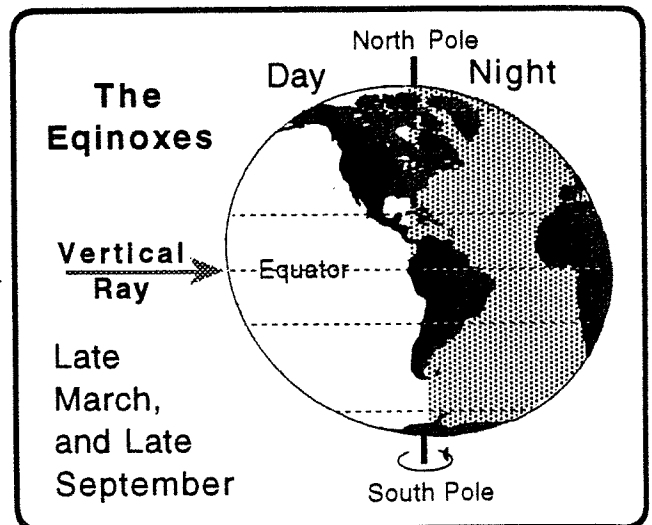 North Pole
Day
Night
The
Eqinoxes
Vertical
Ray
Equator
Late
March,
and Late
September
South Pole